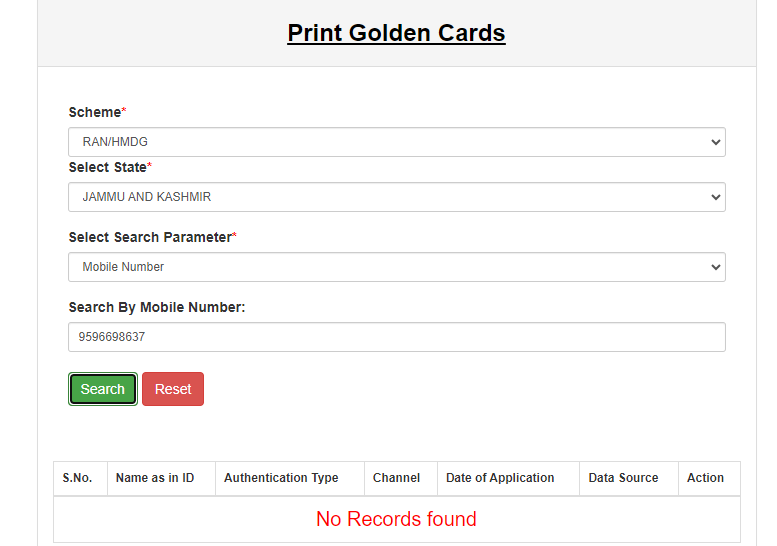 Print Golden Cards
Scheme*
RAN/HMDG
Select State*
JAMMU AND KASHMIR
Select Search Parameter*
Mobile Number
Search By Mobile Number:
9596698637
Search Reset
S.No. Name as in ID Authentication Type Channel Date of Application Data Source Action
No Records found